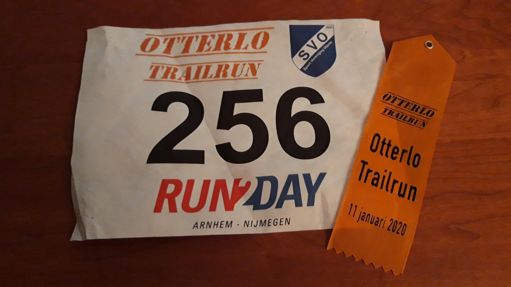 OTTERLO
TRAILRUN
SVO
256
RUN2DAY
ARNHEM - NIJMEGEN
OTTERLO
TRAILRUN
Otterlo
Trailrun
11 januari 2020